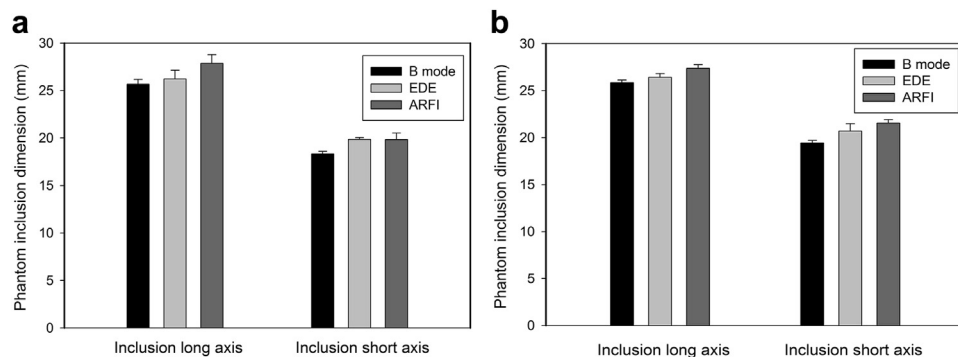 a
Phantom inclusion dimension (mm)
30
25
20
15
10
5
0
B mode
EDE
ARFI
Inclusion long axis
Inclusion short axis
b
Phantom inclusion dimension (mm)
30
25
20
15
10
5
0
B mode
EDE
ARFI
Inclusion long axis
Inclusion short axis